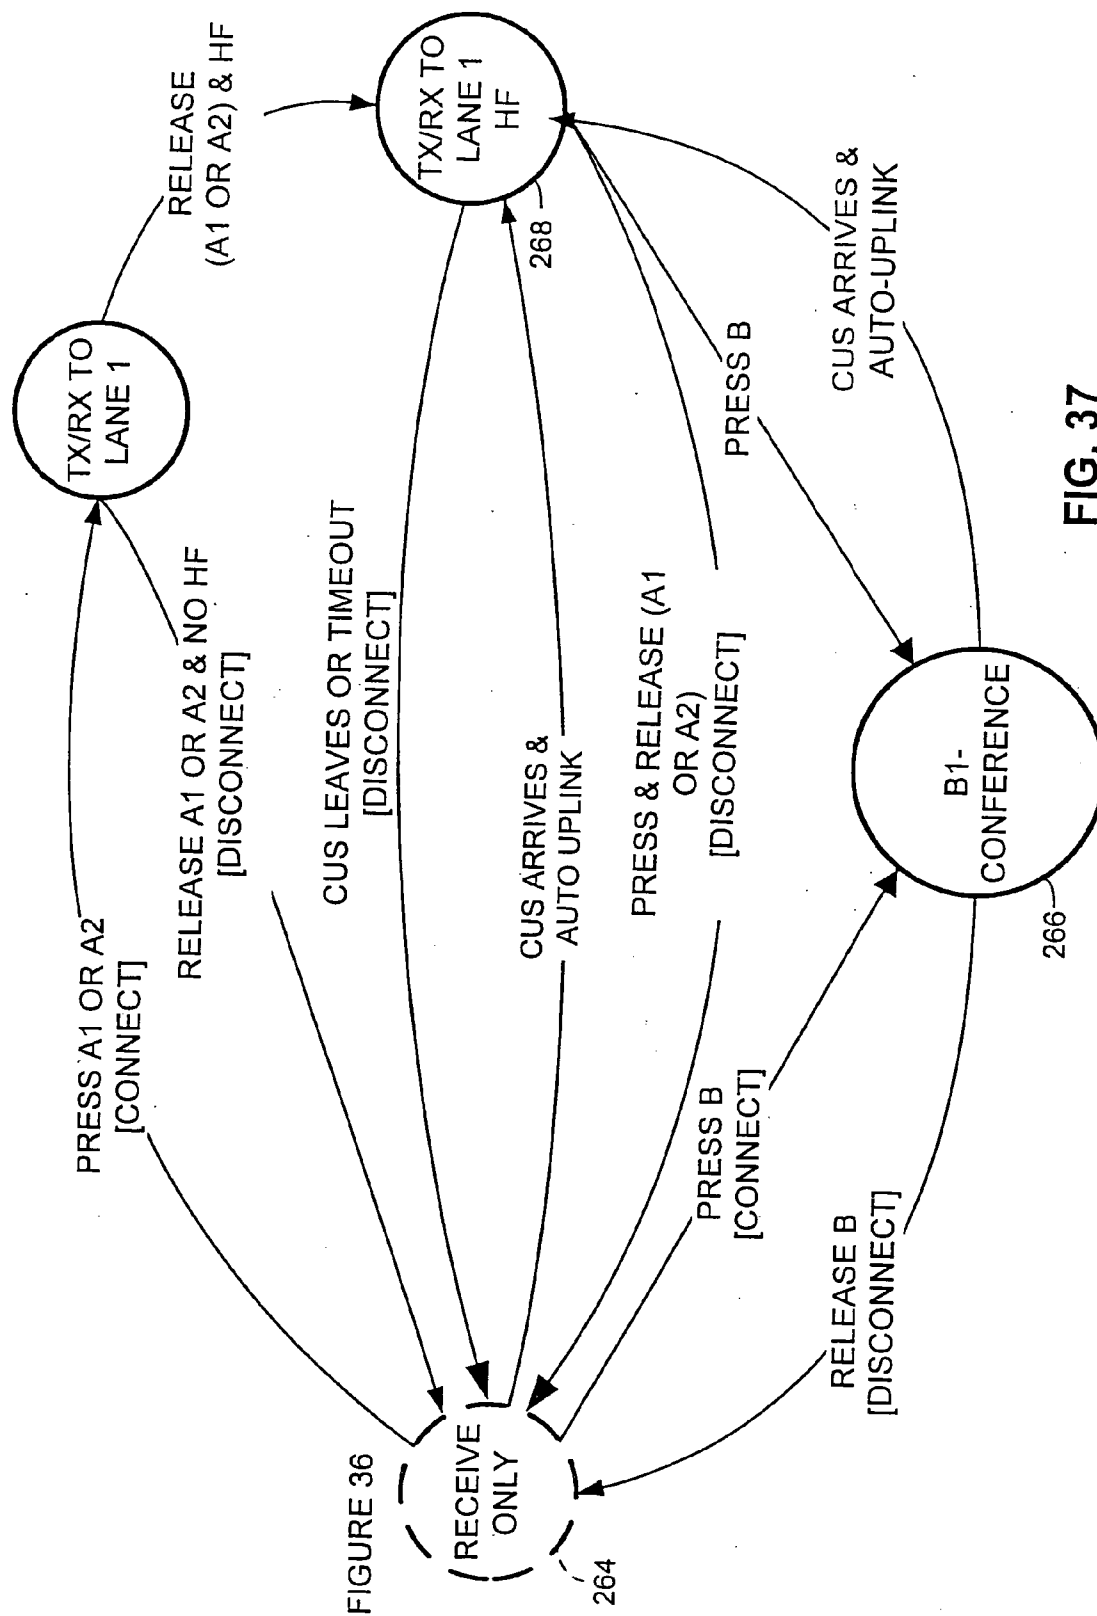 FIGURE 36
RECEIVE
ONLY
264
PRESS A1 OR A2
[CONNECT]
RELEASE A1 OR A2 & NO HF
[DISCONNECT]
TX/RX TO
LANE 1
RELEASE
(A1 OR A2) & HF
CUS LEAVES OR TIMEOUT
[DISCONNECT]
TX/RX TO
LANE 1
HF
268
CUS ARRIVES &
AUTO UPLINK
PRESS & RELEASE (A1
OR A2)
[DISCONNECT]
PRESS B
PRESS B
[CONNECT]
CUS ARRIVES &
AUTO-UPLINK
RELEASE B
[DISCONNECT]
B1-
CONFERENCE
266
FIG. 37